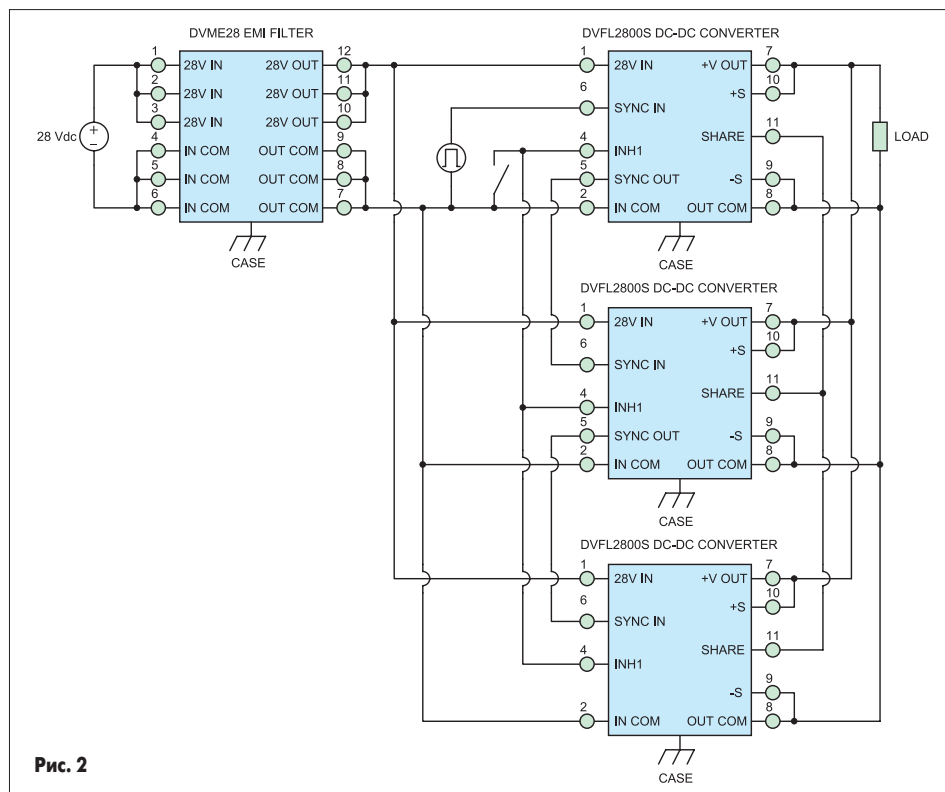 DVME28 EMI FILTER
1 28V IN 28V OUT 12
2 28V IN 28V OUT 11
3 28V IN 28V OUT 10
4 IN COM OUT COM 9
5 IN COM OUT COM 8
6 IN COM OUT COM 7
CASE
28 Vdc
+
−
DVFL2800S DC-DC CONVERTER
1 28V IN +V OUT 7
+S 10
6 SYNC IN
SHARE 11
4 INH1
5 SYNC OUT -S 9
2 IN COM OUT COM 8
CASE
LOAD
DVFL2800S DC-DC CONVERTER
1 28V IN +V OUT 7
+S 10
6 SYNC IN
SHARE 11
4 INH1
5 SYNC OUT -S 9
2 IN COM OUT COM 8
CASE
DVFL2800S DC-DC CONVERTER
1 28V IN +V OUT 7
+S 10
6 SYNC IN
SHARE 11
4 INH1
-S 9
2 IN COM OUT COM 8
CASE
Рис. 2